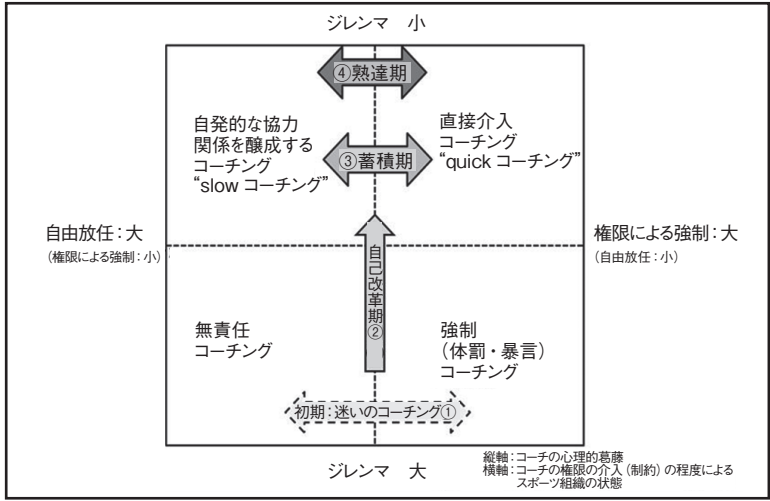 ジレンマ 小
④熟達期
自発的な協力
関係を醸成する
コーチング
“slow コーチング”
直接介入
コーチング
“quick コーチング”
③蓄積期
自由放任：大
（権限による強制：小）
権限による強制：大
（自由放任：小）
自己改革期②
無責任
コーチング
強制
（体罰・暴言）
コーチング
初期：迷いのコーチング①
ジレンマ 大
縦軸：コーチの心理的葛藤
横軸：コーチの権限の介入（制約）の程度による
スポーツ組織の状態